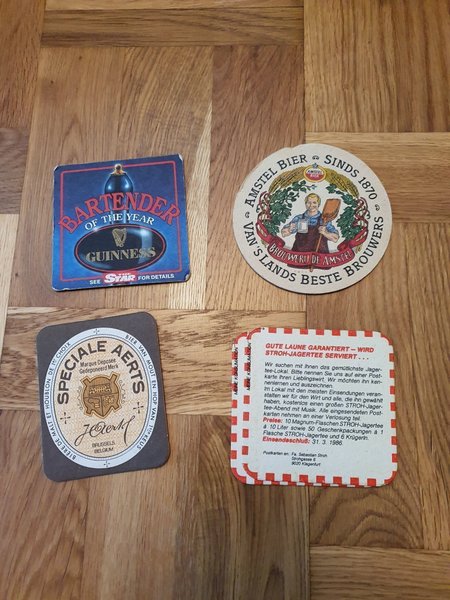 BARTENDER
OF THE YEAR
GUINNESS
SEE THE STAR FOR DETAILS
AMSTEL BIER SINDS 1870
VAN 'S LANDS BESTE BROUWERS
AMSTEL BIER
BROUWERIJ DE AMSTEL
SPECIALE AERTS
Marque Déposée
Gedeponeerd Merk
BRUSSELS
BELGIUM
GUTE LAUNE GARANTIERT – WIRD
STROH-JAGERTEE SERVIERT . . .
Wir suchen mit Ihnen das gemütlichste Jager-
tee-Lokal. Bitte nennen Sie uns auf einer Post-
karte Ihren Lieblingswirt. Wir möchten ihn ken-
nenlernen und auszeichnen.
Im Lokal mit den meisten Einsendungen veran-
stalten wir für den Wirt und alle, die ihn gewählt
haben, kostenlos einen großen STROH-Jager-
tee-Abend mit Musik. Alle eingesendeten Post-
karten nehmen an einer Verlosung teil.
Preise: 10 Magnum-Flaschen STROH-Jagertee
à 10 Liter sowie 50 Geschenkpackungen à 1
Flasche STROH-Jagertee und 6 Krügerln.
Einsendeschluß: 31. 3. 1986.
Postkarten an: Fa. Sebastian Stroh
Strohgasse 6
9020 Klagenfurt